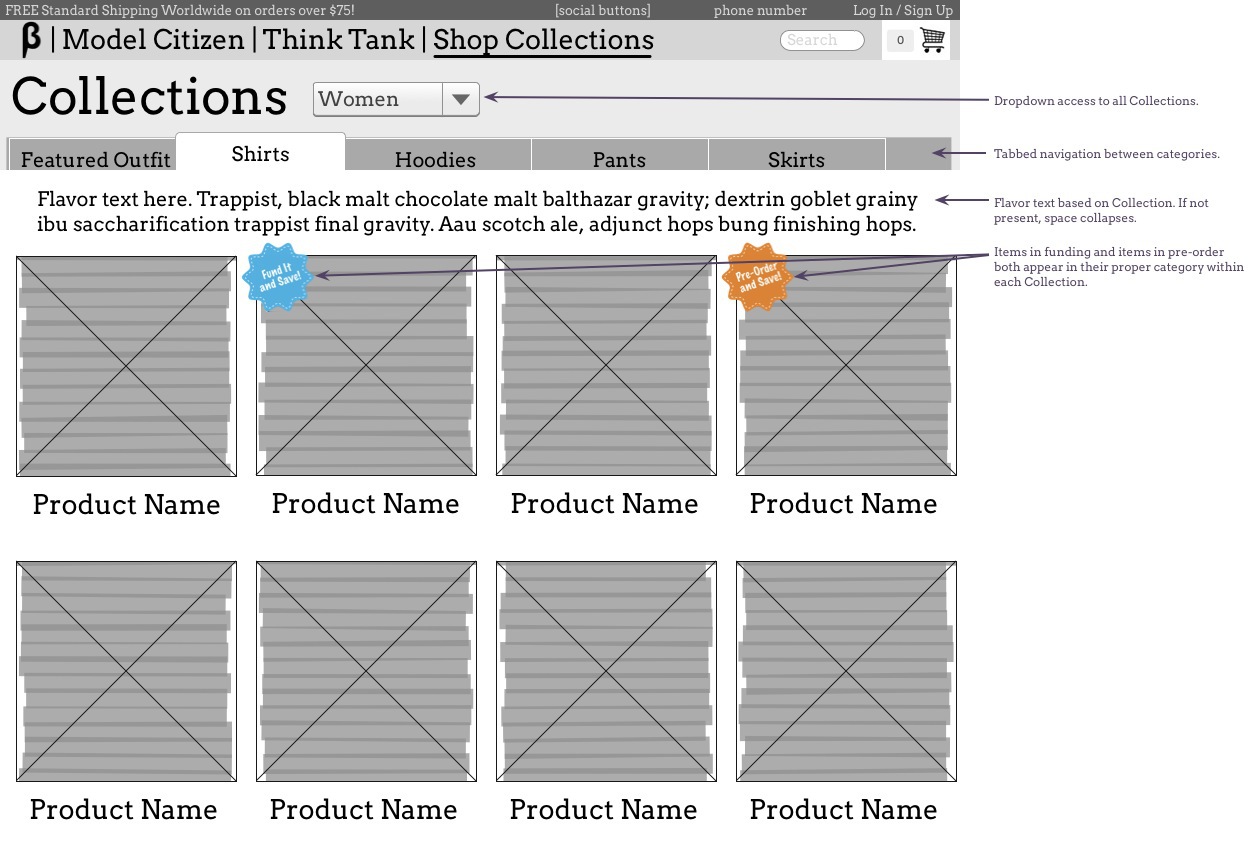 FREE Standard Shipping Worldwide on orders over $75! [social buttons] phone number Log In / Sign Up
β | Model Citizen | Think Tank | Shop Collections Search 0
Collections Women
Dropdown access to all Collections.
Featured Outfit Shirts Hoodies Pants Skirts
Tabbed navigation between categories.
Flavor text here. Trappist, black malt chocolate malt balthazar gravity; dextrin goblet grainy
ibu saccharification trappist final gravity. Aau scotch ale, adjunct hops bung finishing hops.
Flavor text based on Collection. If not
present, space collapses.
Fund It
and Save!
Pre-Order
and Save!
Items in funding and items in pre-order
both appear in their proper category within
each Collection.
Product Name Product Name Product Name Product Name
Product Name Product Name Product Name Product Name